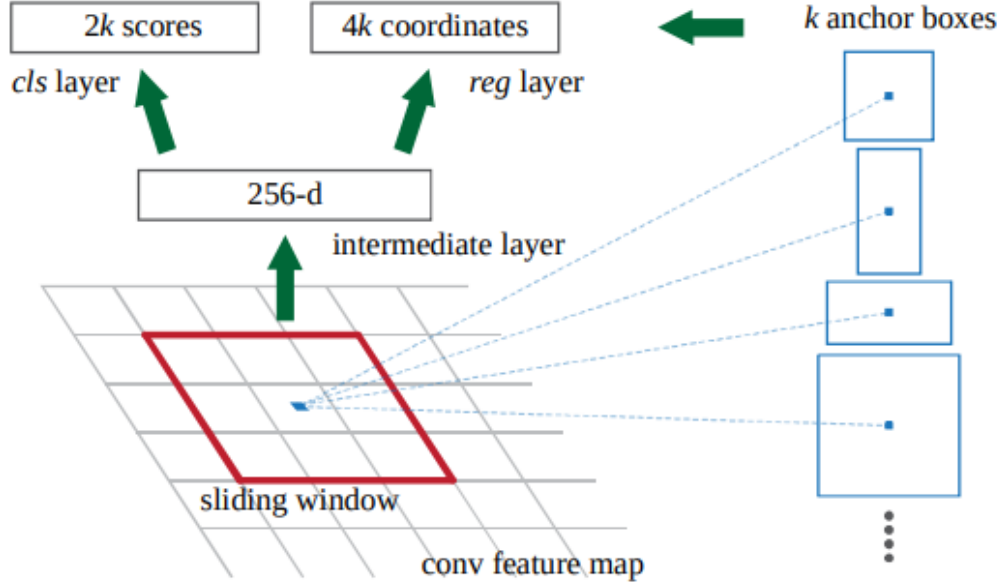 2k scores
4k coordinates
k anchor boxes
cls layer
reg layer
256-d
intermediate layer
sliding window
conv feature map